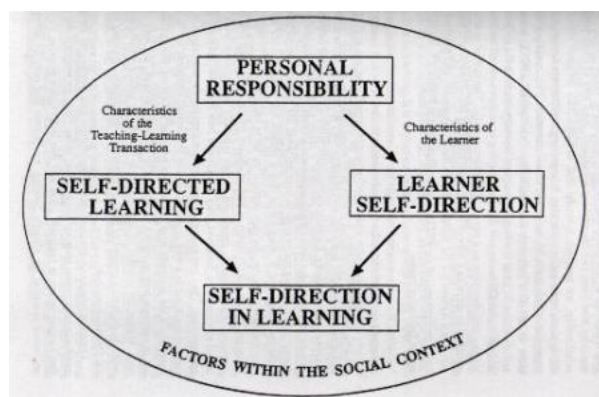 PERSONAL
RESPONSIBILITY
Characteristics
of the
Teaching-Learning
Transaction
Characteristics of
the Learner
SELF-DIRECTED
LEARNING
LEARNER
SELF-DIRECTION
SELF-DIRECTION
IN LEARNING
FACTORS WITHIN THE SOCIAL CONTEXT